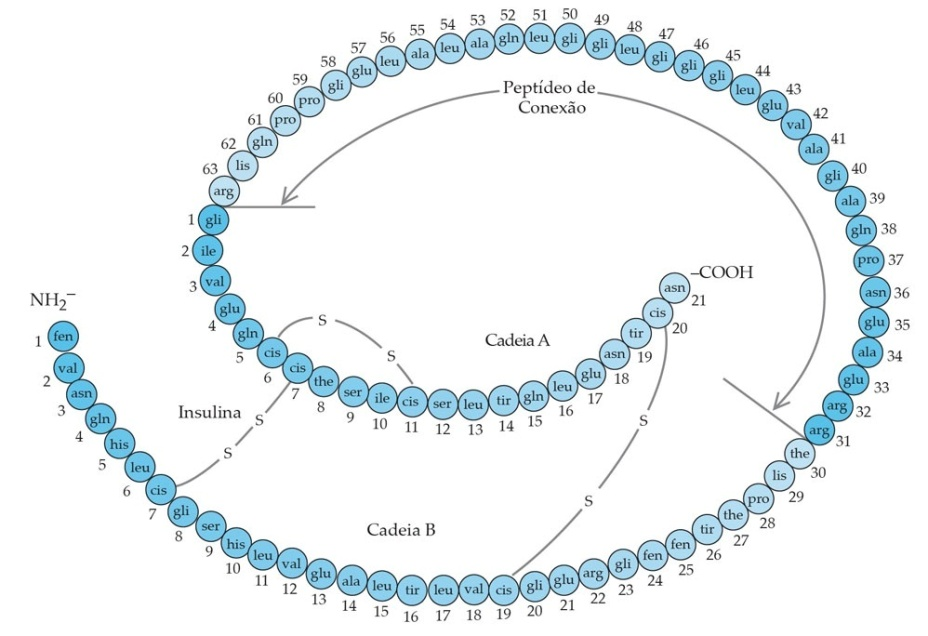 NH2–
1 fen
2 val
3 asn
4 gln
5 his
6 leu
7 cis
8 gli
9 ser
10 his
11 leu
12 val
13 glu
14 ala
15 leu
16 tir
17 leu
18 val
19 cis
20 gli
21 glu
22 arg
23 gli
24 fen
25 fen
26 tir
27 the
28 pro
29 lis
30 the
31 arg
32 arg
33 glu
34 ala
35 glu
36 asn
37 pro
38 gln
39 ala
40 gli
41 ala
42 val
43 glu
44 leu
45 gli
46 gli
47 gli
48 leu
49 gli
50 gli
51 leu
52 gln
53 ala
54 leu
55 ala
56 leu
57 glu
58 gli
59 pro
60 pro
61 gln
62 lis
63 arg
1 gli
2 ile
3 val
4 glu
5 gln
6 cis
7 cis
8 the
9 ser
10 ile
11 cis
12 ser
13 leu
14 tir
15 gln
16 leu
17 glu
18 asn
19 tir
20 cis
21 asn
–COOH
Peptídeo de
Conexão
Cadeia A
Insulina
Cadeia B
S
S
S
S
S
S